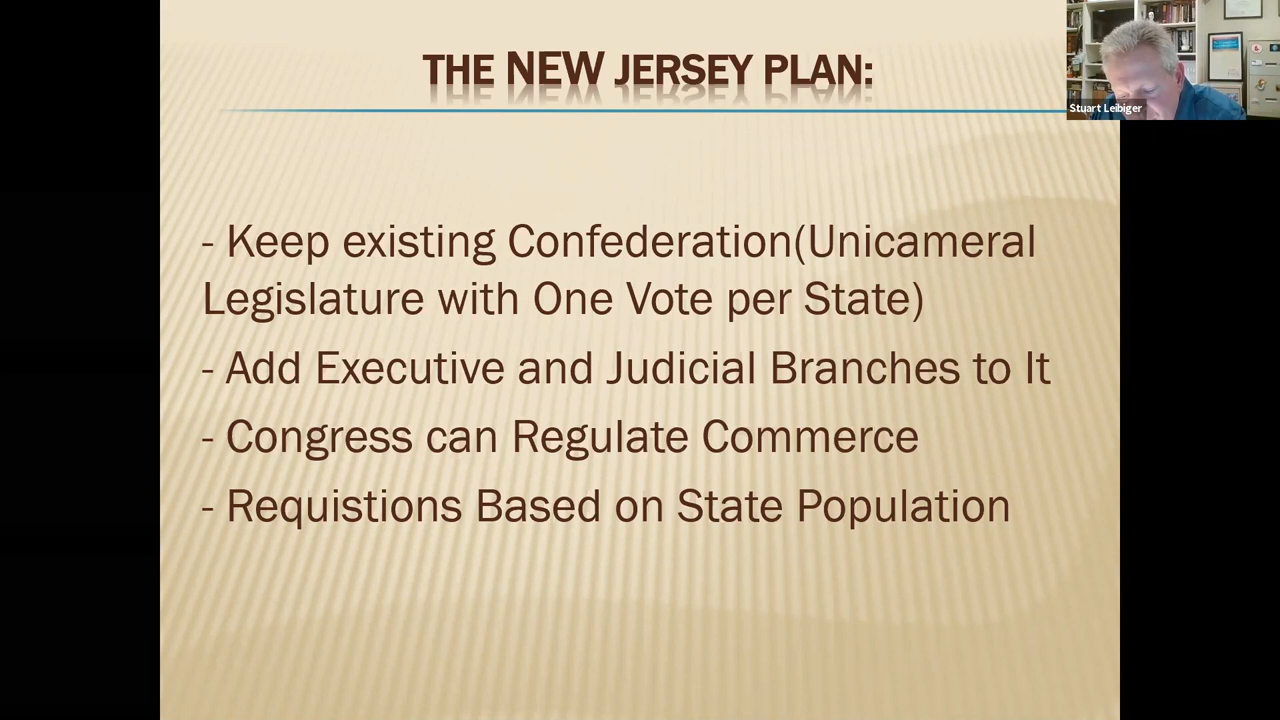 THE NEW JERSEY PLAN:
Stuart Leibiger
- Keep existing Confederation(Unicameral
Legislature with One Vote per State)
- Add Executive and Judicial Branches to It
- Congress can Regulate Commerce
- Requistions Based on State Population